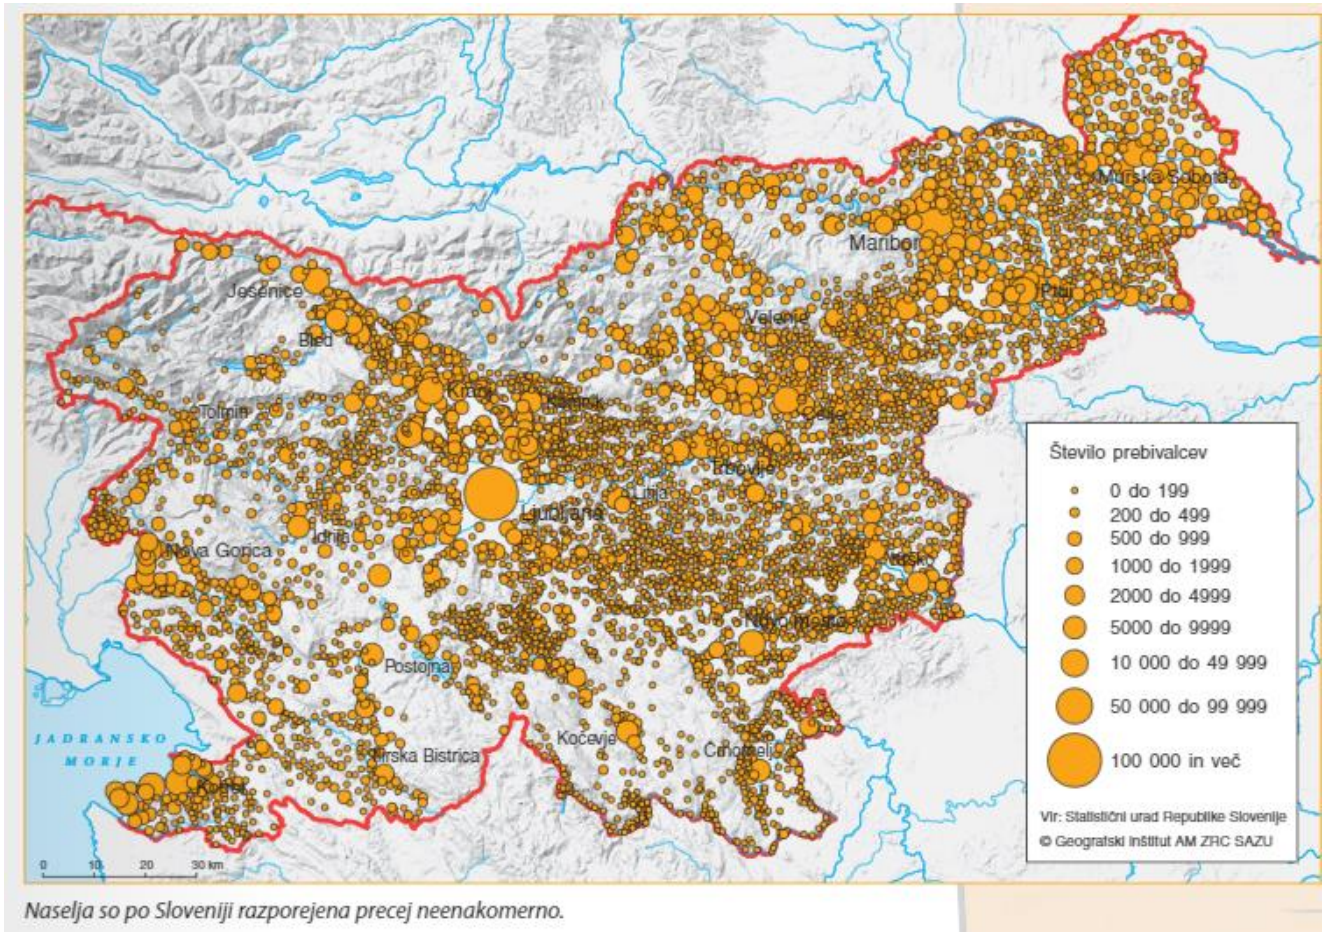 Murska Sobota
Maribor
Jesenice
Ptuj
Velenje
Bled
Kranj
Kamnik
Tolmin
Celje
Trbovlje
Litija
Ljubljana
Idrija
Nova Gorica
Krško
Novo mesto
Postojna
Kočevje
Črnomelj
Ilirska Bistrica
Koper
JADRANSKO
MORJE
0 10 20 30 km
Število prebivalcev
0 do 199
200 do 499
500 do 999
1000 do 1999
2000 do 4999
5000 do 9999
10 000 do 49 999
50 000 do 99 999
100 000 in več
Vir: Statistični urad Republike Slovenije
© Geografski inštitut AM ZRC SAZU
Naselja so po Sloveniji razporejena precej neenakomerno.